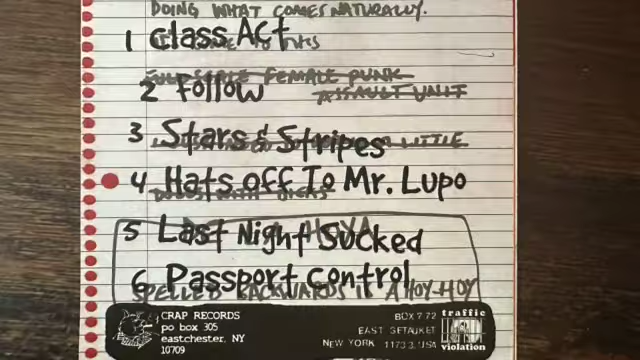 DOING WHAT COMES NATURALLY.
1 Class Act
FEMALE PUNK
2 Follow ASSAULT UNIT
3 Stars & Stripes LITTLE
4 Hats off To Mr. Lupo
5 Last Night Sucked
6 Passport Control
SPELLED BACKWARDS IS AHOY-HOY
CRAP RECORDS
po box 305
eastchester, NY
10709
BOX 772
EAST SETAUKET
NEW YORK 11733, USA
traffic
violation